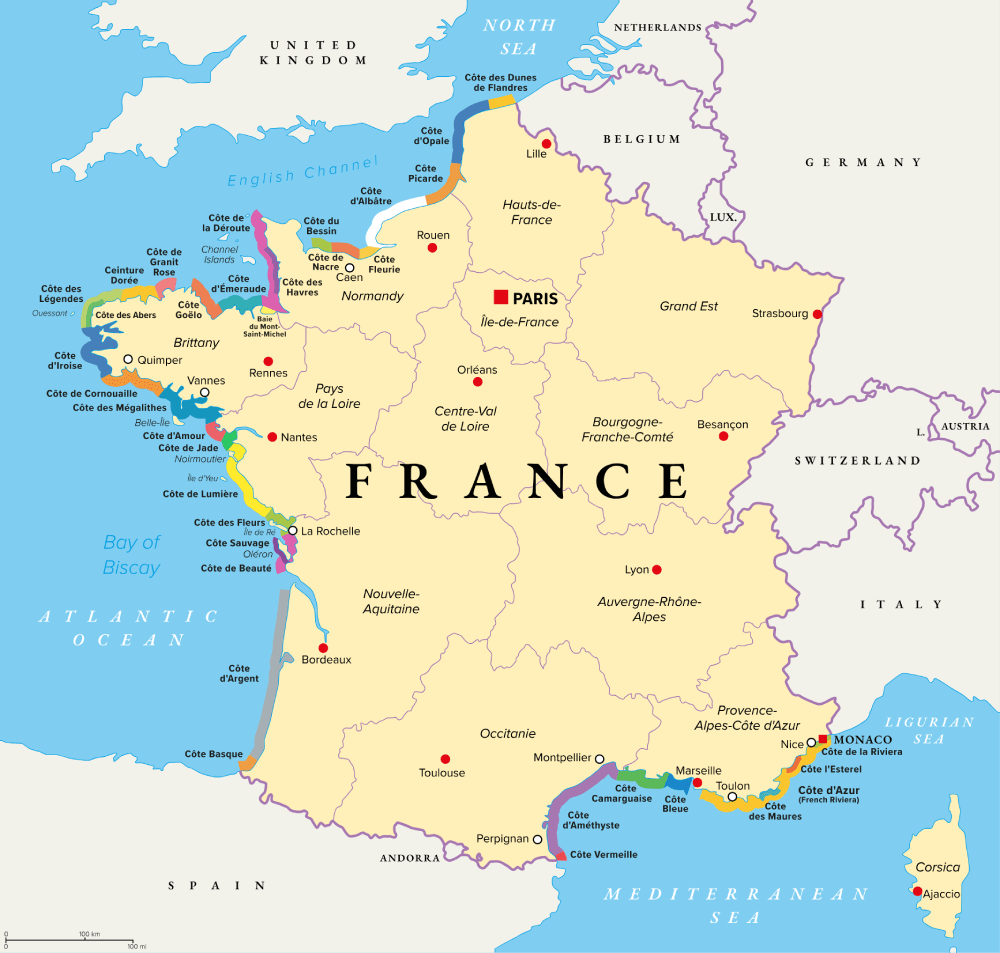 NORTH
SEA
NETHERLANDS
UNITED
KINGDOM
Côte des Dunes
de Flandres
BELGIUM
GERMANY
Côte
d'Opale
Lille
English Channel
Côte
Picarde
Côte
d'Albâtre
Hauts-de-
France
LUX.
Côte de
la Déroute
Côte du
Bessin
Rouen
Channel
Islands
Côte de
Granit
Rose
Côte de
Nacre
Côte
Fleurie
Caen
Ceinture
Dorée
Côte des
Légendes
Côte
d'Émeraude
Côte des
Havres
Normandy
PARIS
Île-de-France
Grand Est
Strasbourg
Ouessant
Côte des Abers
Côte
Goëlo
Baie
du Mont-
Saint-Michel
Brittany
Côte
d'Iroise
Quimper
Rennes
Orléans
Vannes
Pays
de la Loire
Côte de Cornouaille
Côte des Mégalithes
Centre-Val
de Loire
Belle-Île
Bourgogne-
Franche-Comté
Besançon
L.
AUSTRIA
Côte d'Amour
Nantes
Côte de Jade
Noirmoutier
SWITZERLAND
Île d'Yeu
FRANCE
Côte de Lumière
Côte des Fleurs
Île de Ré
La Rochelle
Côte Sauvage
Oléron
Côte de Beauté
Bay of
Biscay
Lyon
Nouvelle-
Aquitaine
Auvergne-Rhône-
Alpes
ITALY
ATLANTIC
OCEAN
Bordeaux
Côte
d'Argent
Provence-
Alpes-Côte d'Azur
LIGURIAN
SEA
Occitanie
Nice
MONACO
Côte de la Riviera
Côte Basque
Montpellier
Toulouse
Marseille
Côte l'Esterel
Toulon
Côte
Camarguaise
Côte
Bleue
Côte d'Azur
(French Riviera)
Côte
des Maures
Côte
d'Améthyste
Perpignan
Côte Vermeille
ANDORRA
Corsica
Ajaccio
SPAIN
MEDITERRANEAN
SEA
0 100 km
0 100 mi